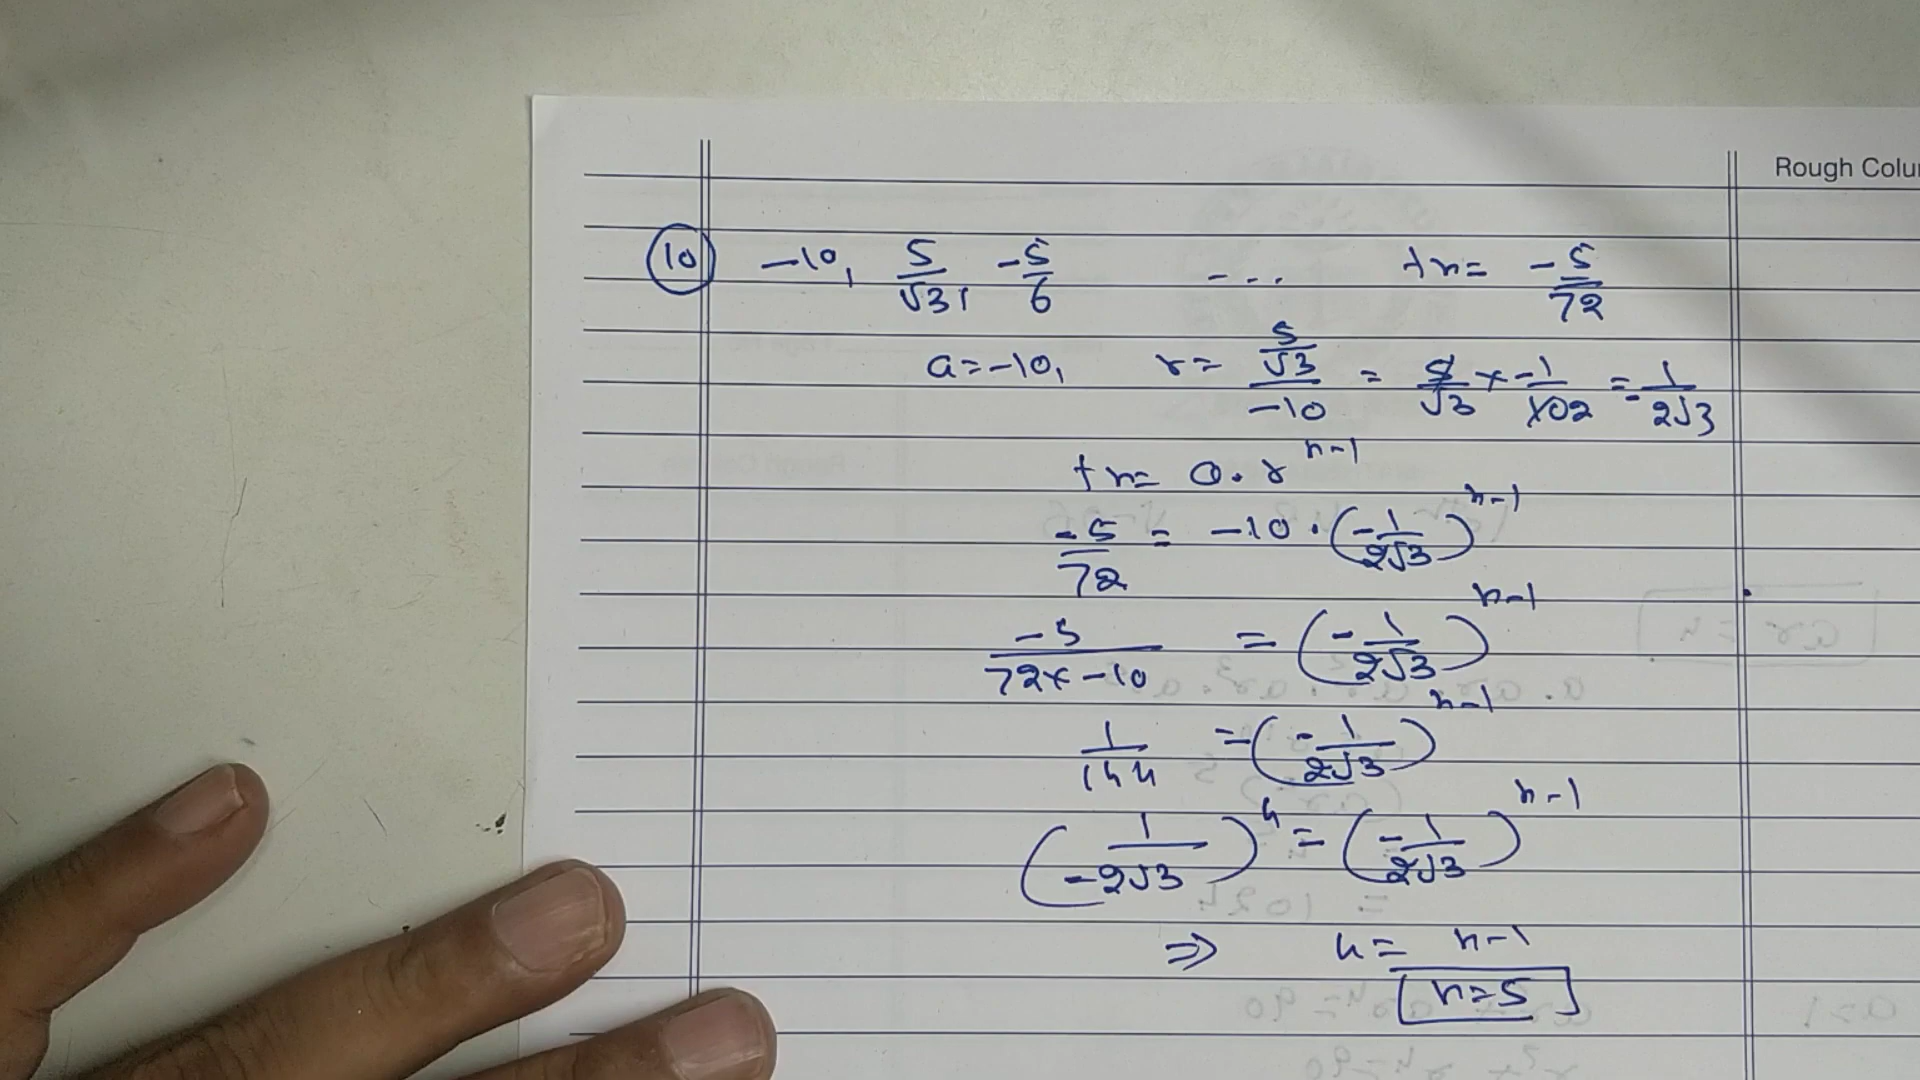 Rough Colu
(10) -10, 5/√3, -5/6 - - - tn = -5/72
a = -10, r = (5/√3)/(-10) = 5/√3 × -1/102 = -1/(2√3)
tn = a·r^(n-1)
-5/72 = -10 · (-1/(2√3))^(n-1)
-5/(72×-10) = (-1/(2√3))^(n-1)
1/144 = (-1/(2√3))^(n-1)
(1/(-2√3))^4 = (-1/(2√3))^(n-1)
⇒ 4 = n-1
n=5